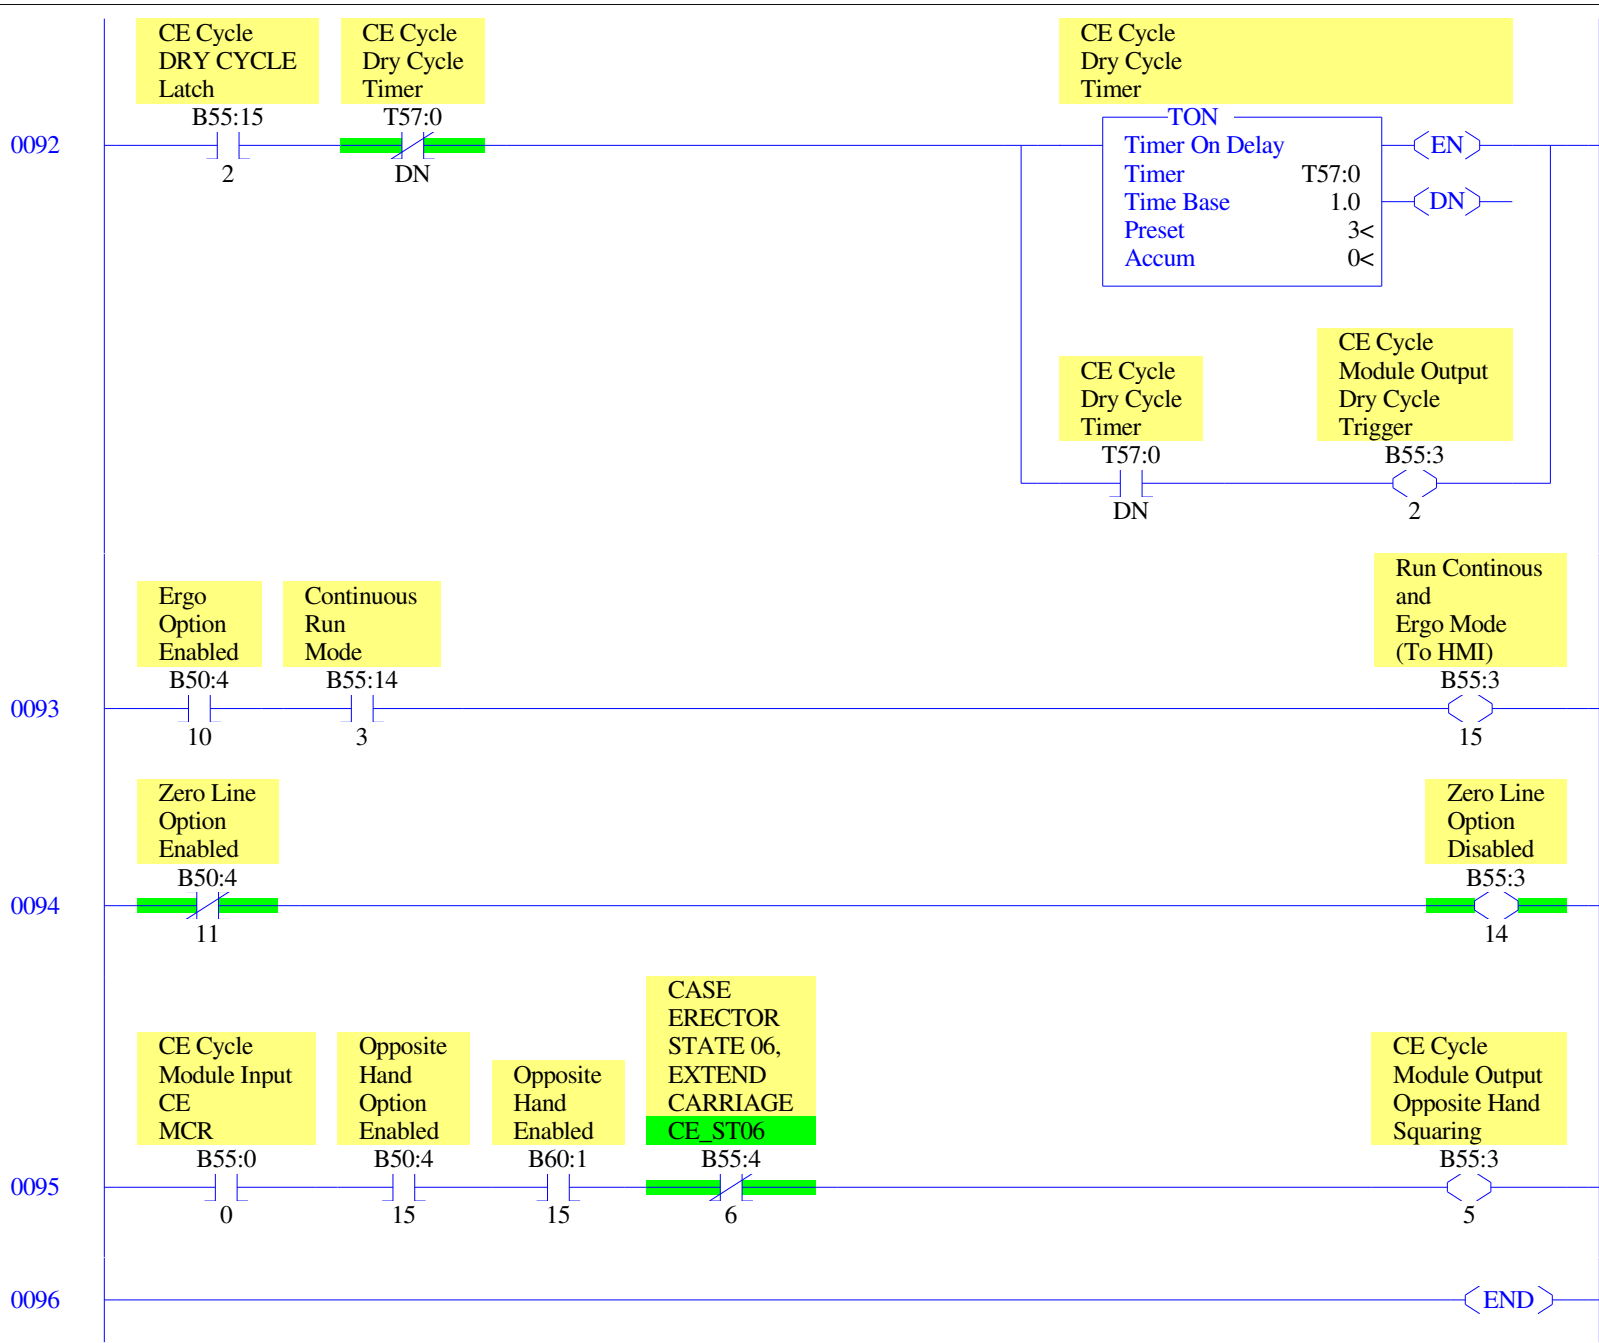 CE Cycle
DRY CYCLE
Latch
B55:15
2
CE Cycle
Dry Cycle
Timer
T57:0
DN
CE Cycle
Dry Cycle
Timer
0092
TON
Timer On Delay
Timer T57:0
Time Base 1.0
Preset 3<
Accum 0<
EN
DN
CE Cycle
Dry Cycle
Timer
T57:0
DN
CE Cycle
Module Output
Dry Cycle
Trigger
B55:3
2
0093
Ergo
Option
Enabled
B50:4
10
Continuous
Run
Mode
B55:14
3
Run Continous
and
Ergo Mode
(To HMI)
B55:3
15
0094
Zero Line
Option
Enabled
B50:4
11
Zero Line
Option
Disabled
B55:3
14
0095
CE Cycle
Module Input
CE
MCR
B55:0
0
Opposite
Hand
Option
Enabled
B50:4
15
Opposite
Hand
Enabled
B60:1
15
CASE
ERECTOR
STATE 06,
EXTEND
CARRIAGE
CE_ST06
B55:4
6
CE Cycle
Module Output
Opposite Hand
Squaring
B55:3
5
0096
END